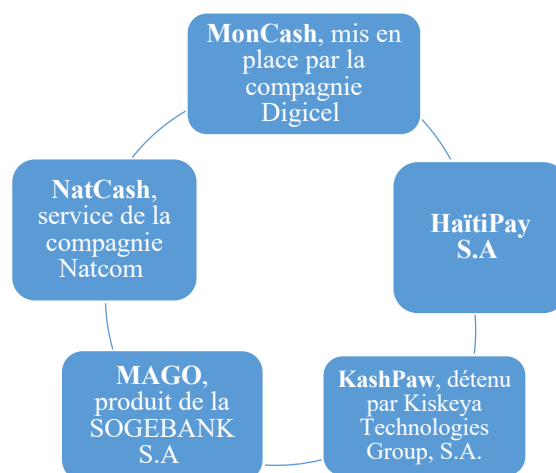 MonCash, mis en
place par la
compagnie
Digicel
HaïtiPay
S.A
KashPaw, détenu
par Kiskeya
Technologies
Group, S.A.
MAGO,
produit de la
SOGEBANK
S.A
NatCash,
service de la
compagnie
Natcom